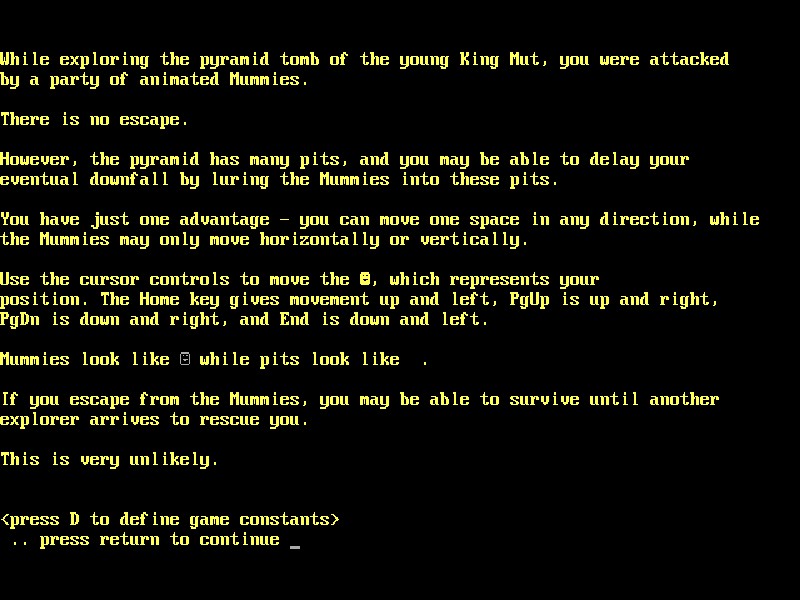 While exploring the pyramid tomb of the young King Mut, you were attacked
by a party of animated Mummies.
There is no escape.
However, the pyramid has many pits, and you may be able to delay your
eventual downfall by luring the Mummies into these pits.
You have just one advantage - you can move one space in any direction, while
the Mummies may only move horizontally or vertically.
Use the cursor controls to move the ☻, which represents your
position. The Home key gives movement up and left, PgUp is up and right,
PgDn is down and right, and End is down and left.
Mummies look like ☺ while pits look like  .
If you escape from the Mummies, you may be able to survive until another
explorer arrives to rescue you.
This is very unlikely.
<press D to define game constants>
.. press return to continue _